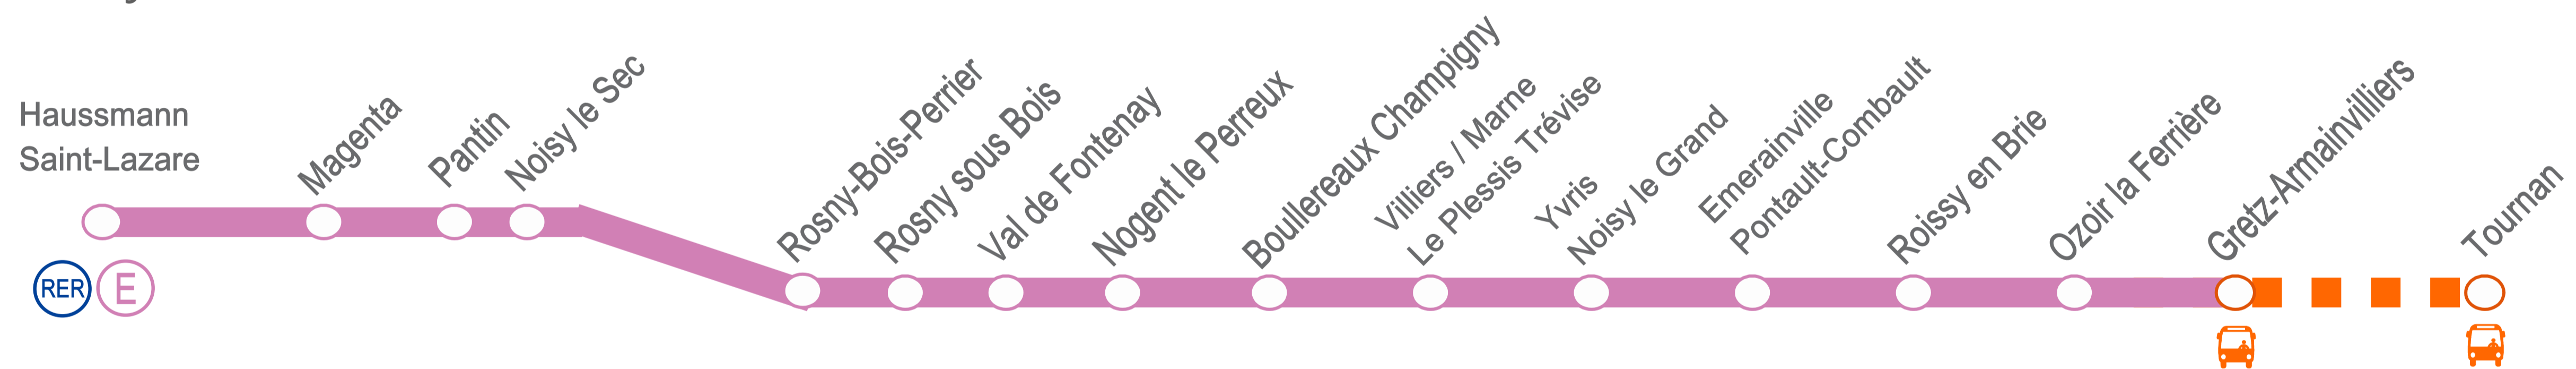 Haussmann
Saint-Lazare
Magenta
Pantin
Noisy le Sec
Rosny-Bois-Perrier
Rosny sous Bois
Val de Fontenay
Nogent le Perreux
Boullereaux Champigny
Villiers / Marne
Le Plessis Trévise
Yvris
Noisy le Grand
Emerainville
Pontault-Combault
Roissy en Brie
Ozoir la Ferrière
Gretz-Armainvilliers
Tournan
RER E